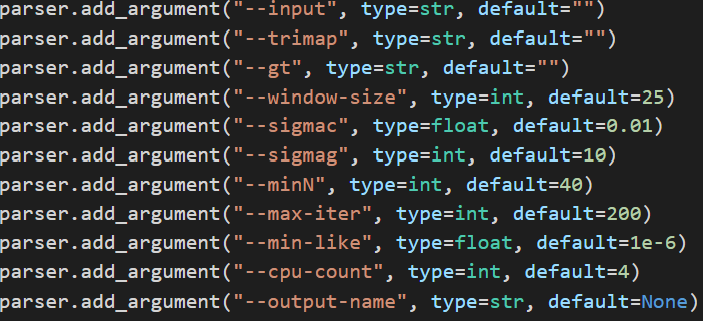 parser.add_argument("--input", type=str, default="")
parser.add_argument("--trimap", type=str, default="")
parser.add_argument("--gt", type=str, default="")
parser.add_argument("--window-size", type=int, default=25)
parser.add_argument("--sigmac", type=float, default=0.01)
parser.add_argument("--sigmag", type=int, default=10)
parser.add_argument("--minN", type=int, default=40)
parser.add_argument("--max-iter", type=int, default=200)
parser.add_argument("--min-like", type=float, default=1e-6)
parser.add_argument("--cpu-count", type=int, default=4)
parser.add_argument("--output-name", type=str, default=None)